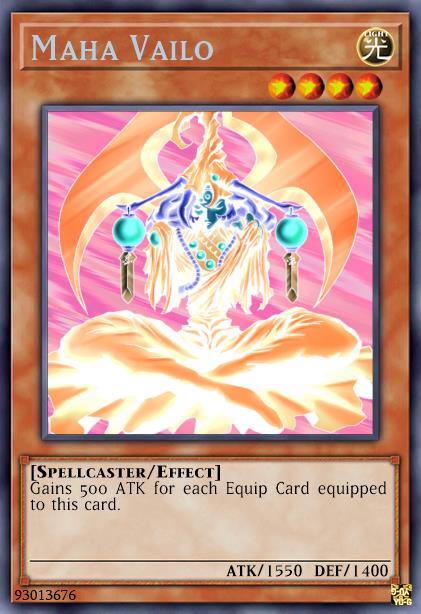 Maha Vailo
LIGHT
光
[Spellcaster/Effect]
Gains 500 ATK for each Equip Card equipped
to this card.
ATK/1550 DEF/1400
93013676